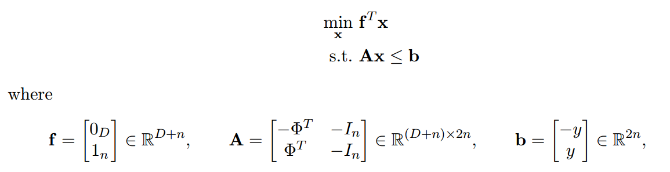 min_x f^T x
s.t. Ax ≤ b
where
f = [0_D; 1_n] ∈ ℝ^{D+n}, A = [−Φ^T −I_n; Φ^T −I_n] ∈ ℝ^{(D+n)×2n}, b = [−y; y] ∈ ℝ^{2n},